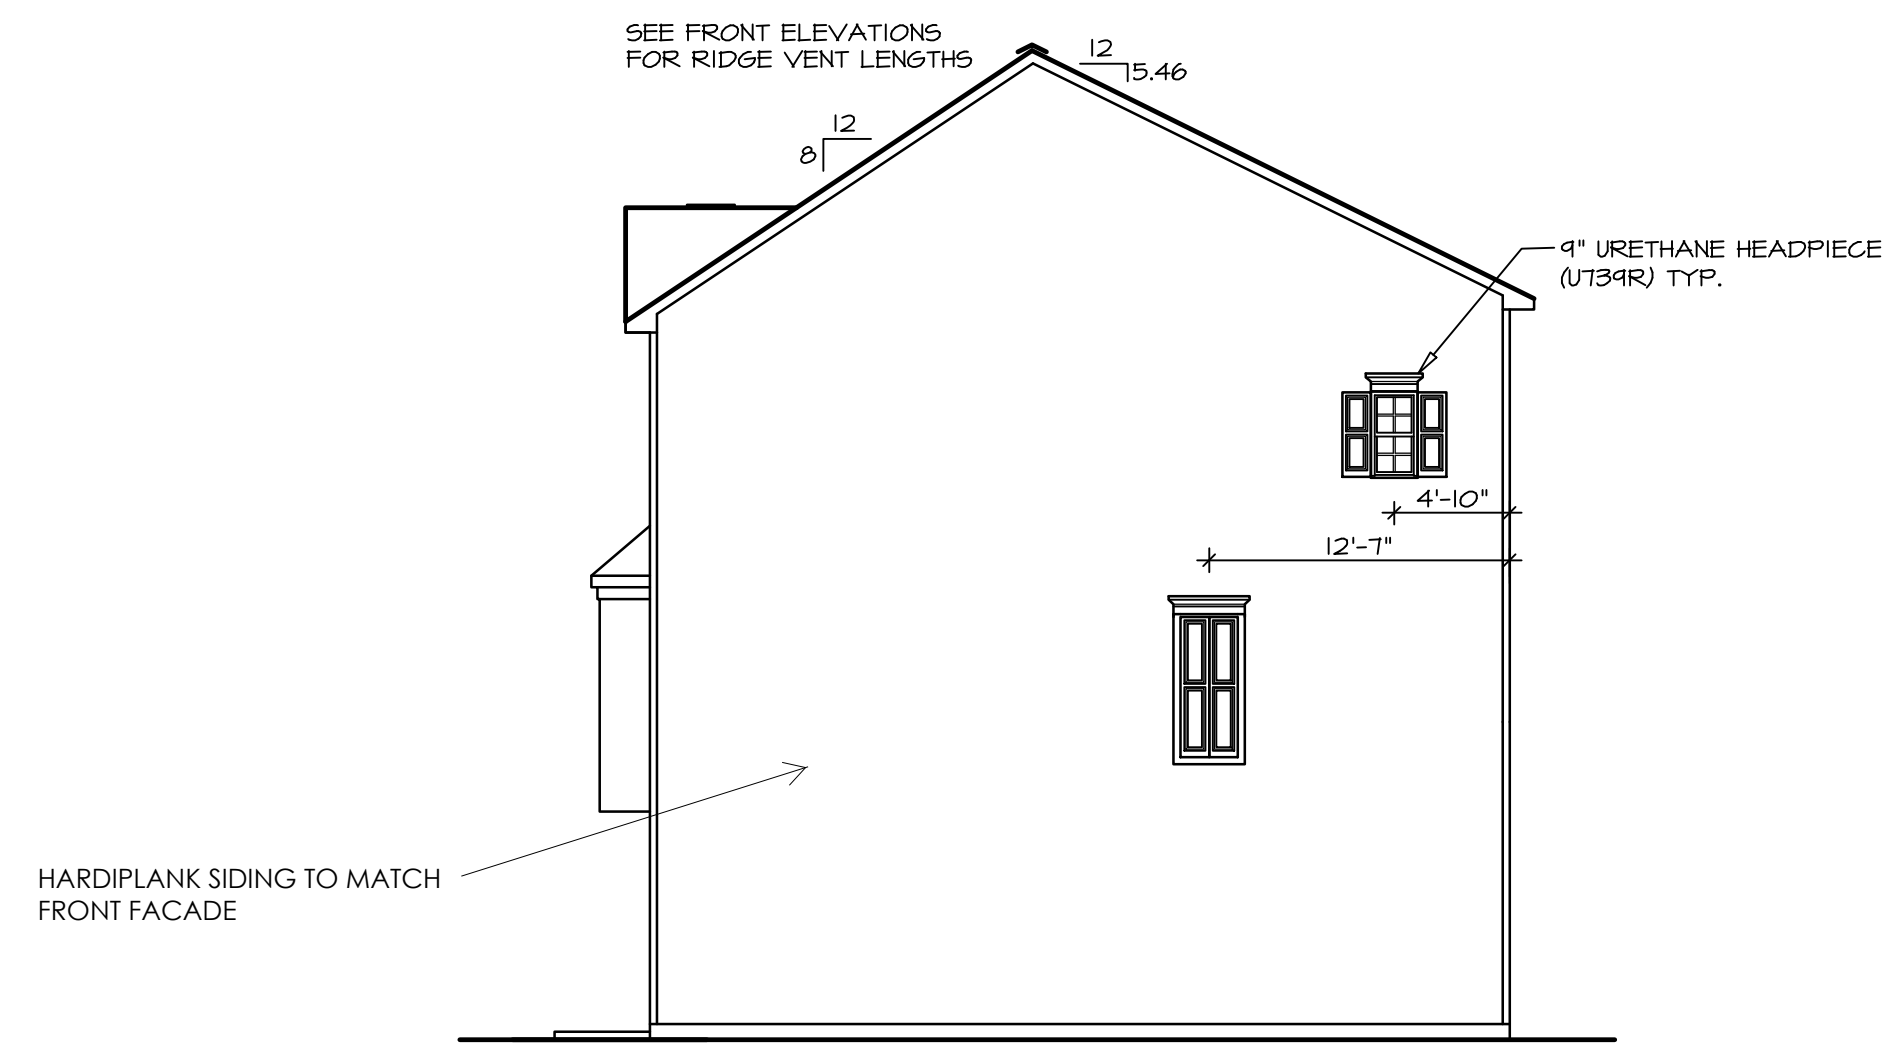 SEE FRONT ELEVATIONS
FOR RIDGE VENT LENGTHS
12
5.46
12
8
9" URETHANE HEADPIECE
(U739R) TYP.
4'-10"
12'-7"
HARDIPLANK SIDING TO MATCH
FRONT FACADE